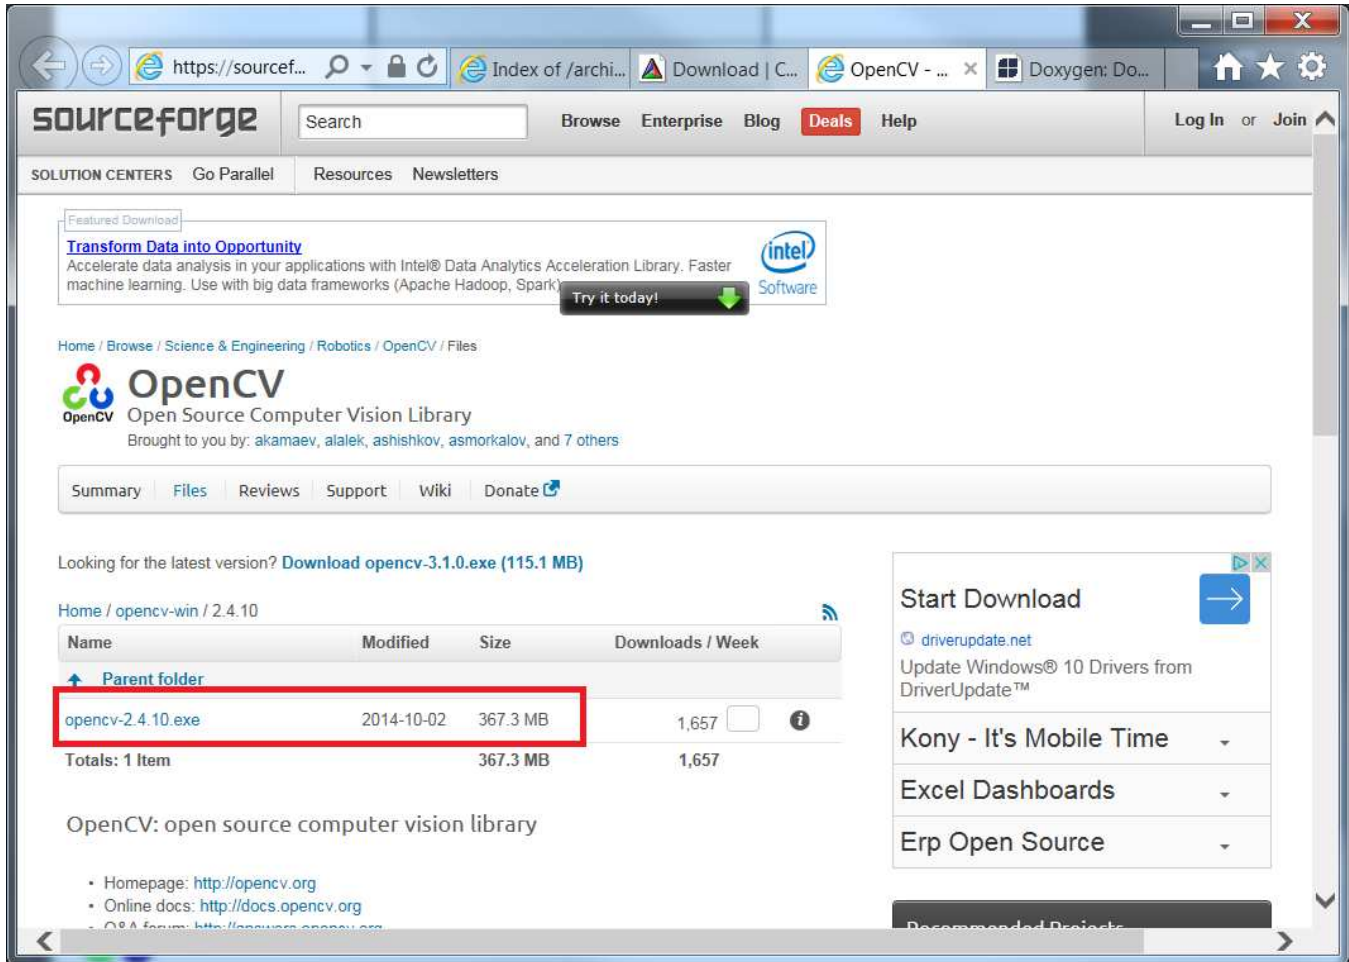 https://sourcef...
Index of /archi...
Download | C...
OpenCV - ...
Doxygen: Do...
sourceforge
Search
Browse Enterprise Blog Deals Help
Log In or Join
SOLUTION CENTERS Go Parallel Resources Newsletters
Featured Download
Transform Data into Opportunity
Accelerate data analysis in your applications with Intel® Data Analytics Acceleration Library. Faster
machine learning. Use with big data frameworks (Apache Hadoop, Spark)
Try it today!
intel
Software
Home / Browse / Science & Engineering / Robotics / OpenCV / Files
OpenCV
OpenCV
Open Source Computer Vision Library
Brought to you by: akamaev, alalek, ashishkov, asmorkalov, and 7 others
Summary Files Reviews Support Wiki Donate
Looking for the latest version? Download opencv-3.1.0.exe (115.1 MB)
Home / opencv-win / 2.4.10
Name Modified Size Downloads / Week
Parent folder
opencv-2.4.10.exe 2014-10-02 367.3 MB 1,657
Totals: 1 Item 367.3 MB 1,657
OpenCV: open source computer vision library
• Homepage: http://opencv.org
• Online docs: http://docs.opencv.org
• Q&A forum: http://answers.opencv.org
Start Download
driverupdate.net
Update Windows® 10 Drivers from
DriverUpdate™
Kony - It's Mobile Time
Excel Dashboards
Erp Open Source
Recommended Projects